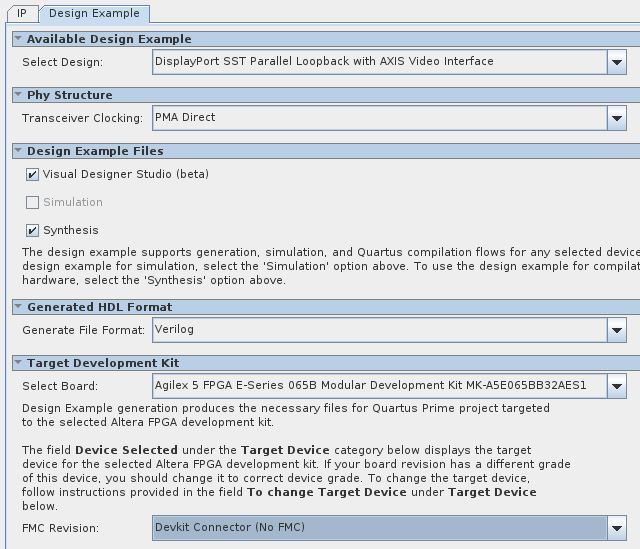 IP
Design Example
Available Design Example
Select Design: DisplayPort SST Parallel Loopback with AXIS Video Interface
Phy Structure
Transceiver Clocking: PMA Direct
Design Example Files
Visual Designer Studio (beta)
Simulation
Synthesis
The design example supports generation, simulation, and Quartus compilation flows for any selected device
design example for simulation, select the 'Simulation' option above. To use the design example for compilat
hardware, select the 'Synthesis' option above.
Generated HDL Format
Generate File Format: Verilog
Target Development Kit
Select Board: Agilex 5 FPGA E-Series 065B Modular Development Kit MK-A5E065BB32AES1
Design Example generation produces the necessary files for Quartus Prime project targeted
to the selected Altera FPGA development kit.
The field Device Selected under the Target Device category below displays the target
device for the selected Altera FPGA development kit. If your board revision has a different grade
of this device, you should change it to correct device grade. To change the target device,
follow instructions provided in the field To change Target Device under Target Device
below.
FMC Revision: Devkit Connector (No FMC)